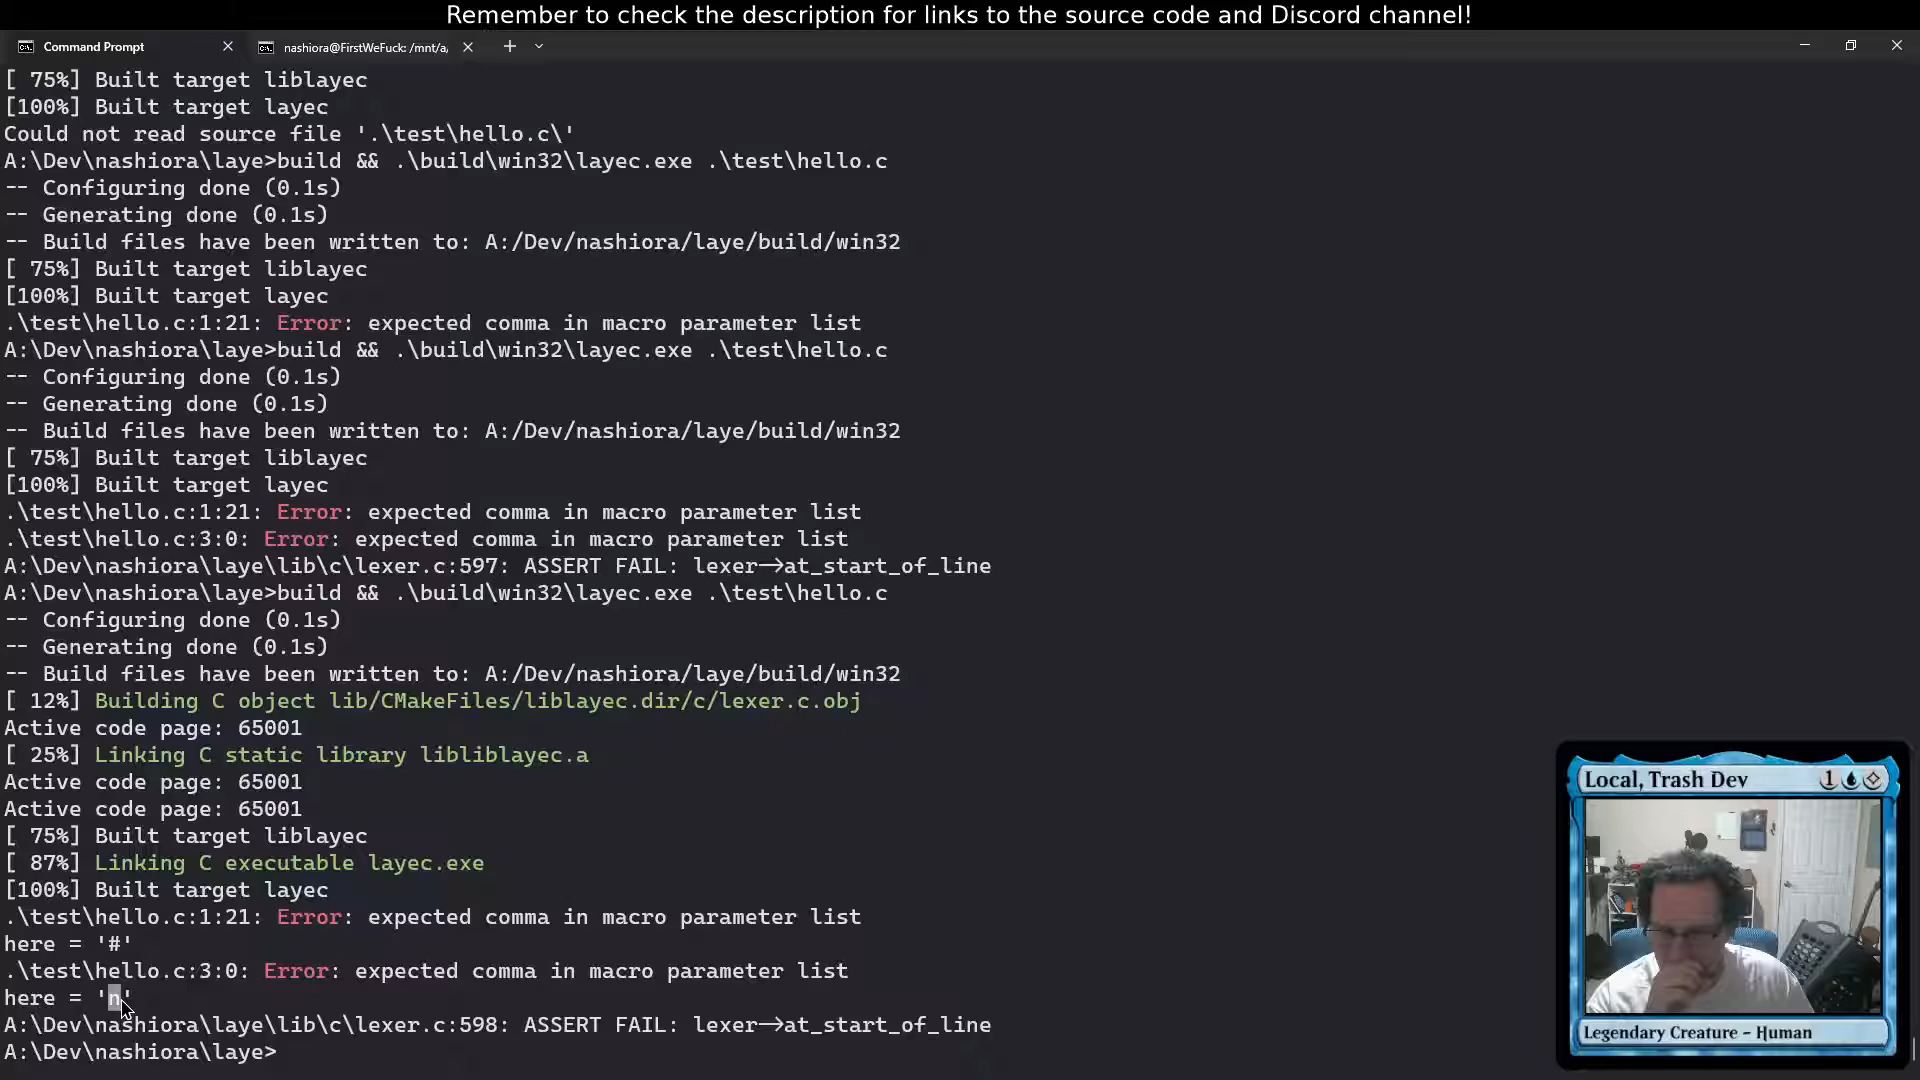 Remember to check the description for links to the source code and Discord channel!
Command Prompt
nashiora@FirstWeFuck: /mnt/a,
[ 75%] Built target liblayec
[100%] Built target layec
Could not read source file '.\test\hello.c\'
A:\Dev\nashiora\laye>build && .\build\win32\layec.exe .\test\hello.c
-- Configuring done (0.1s)
-- Generating done (0.1s)
-- Build files have been written to: A:/Dev/nashiora/laye/build/win32
[ 75%] Built target liblayec
[100%] Built target layec
.\test\hello.c:1:21: Error: expected comma in macro parameter list
A:\Dev\nashiora\laye>build && .\build\win32\layec.exe .\test\hello.c
-- Configuring done (0.1s)
-- Generating done (0.1s)
-- Build files have been written to: A:/Dev/nashiora/laye/build/win32
[ 75%] Built target liblayec
[100%] Built target layec
.\test\hello.c:1:21: Error: expected comma in macro parameter list
.\test\hello.c:3:0: Error: expected comma in macro parameter list
A:\Dev\nashiora\laye\lib\c\lexer.c:597: ASSERT FAIL: lexer->at_start_of_line
A:\Dev\nashiora\laye>build && .\build\win32\layec.exe .\test\hello.c
-- Configuring done (0.1s)
-- Generating done (0.1s)
-- Build files have been written to: A:/Dev/nashiora/laye/build/win32
[ 12%] Building C object lib/CMakeFiles/liblayec.dir/c/lexer.c.obj
Active code page: 65001
[ 25%] Linking C static library libliblayec.a
Active code page: 65001
Active code page: 65001
[ 75%] Built target liblayec
[ 87%] Linking C executable layec.exe
[100%] Built target layec
.\test\hello.c:1:21: Error: expected comma in macro parameter list
here = '#'
.\test\hello.c:3:0: Error: expected comma in macro parameter list
here = 'n'
A:\Dev\nashiora\laye\lib\c\lexer.c:598: ASSERT FAIL: lexer->at_start_of_line
A:\Dev\nashiora\laye>
Local, Trash Dev 1
Legendary Creature - Human